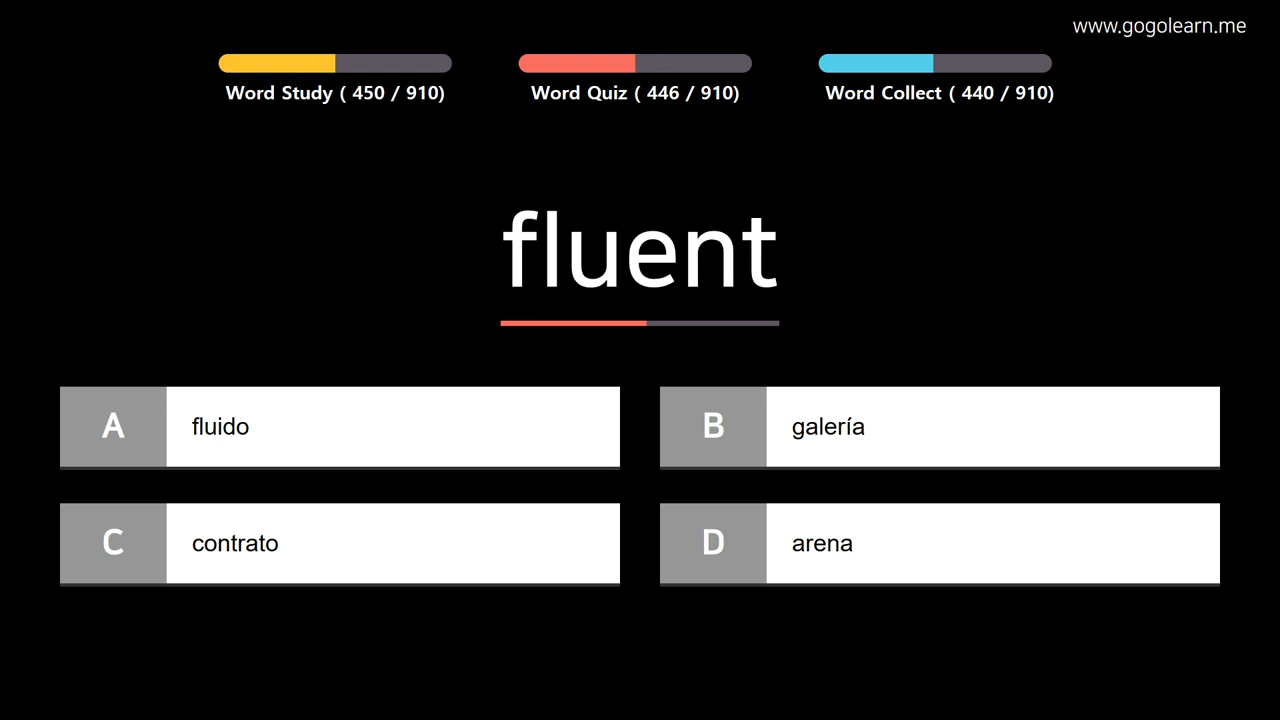 www.gogolearn.me
Word Study ( 450 / 910)
Word Quiz ( 446 / 910)
Word Collect ( 440 / 910)
fluent
A fluido
B galería
C contrato
D arena